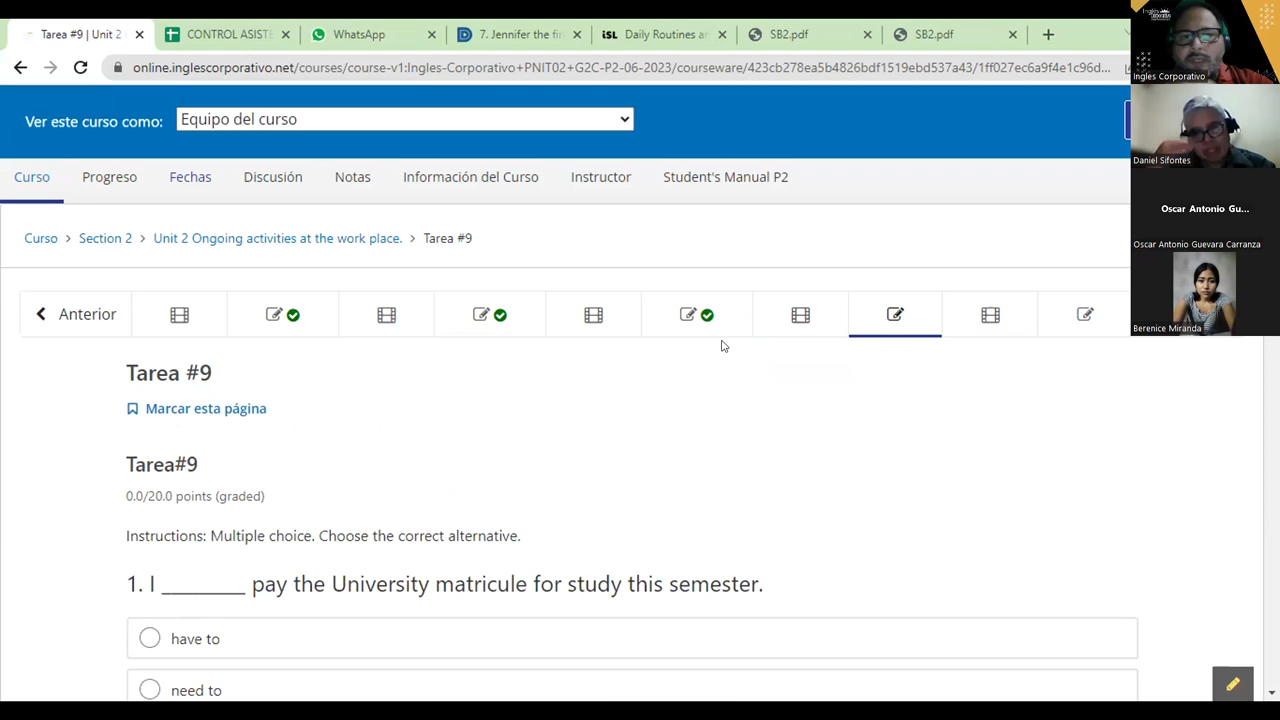 Tarea #9 | Unit 2
CONTROL ASISTE
WhatsApp
7. Jennifer the fi
iSL
Daily Routines an
SB2.pdf
SB2.pdf
online.inglescorporativo.net/courses/course-v1:Ingles-Corporativo+PNIT02+G2C-P2-06-2023/courseware/423cb278ea5b4826bdf1519ebd537a43/1ff027ec6a9f4e1c96d...
Ingles Corporativo
Ver este curso como:
Equipo del curso
Daniel Sifontes
Curso
Progreso
Fechas
Discusión
Notas
Información del Curso
Instructor
Student's Manual P2
Oscar Antonio Gu...
Oscar Antonio Guevara Carranza
Curso > Section 2 > Unit 2 Ongoing activities at the work place. > Tarea #9
Anterior
Berenice Miranda
Tarea #9
Marcar esta página
Tarea#9
0.0/20.0 points (graded)
Instructions: Multiple choice. Choose the correct alternative.
1. I ________ pay the University matricule for study this semester.
have to
need to